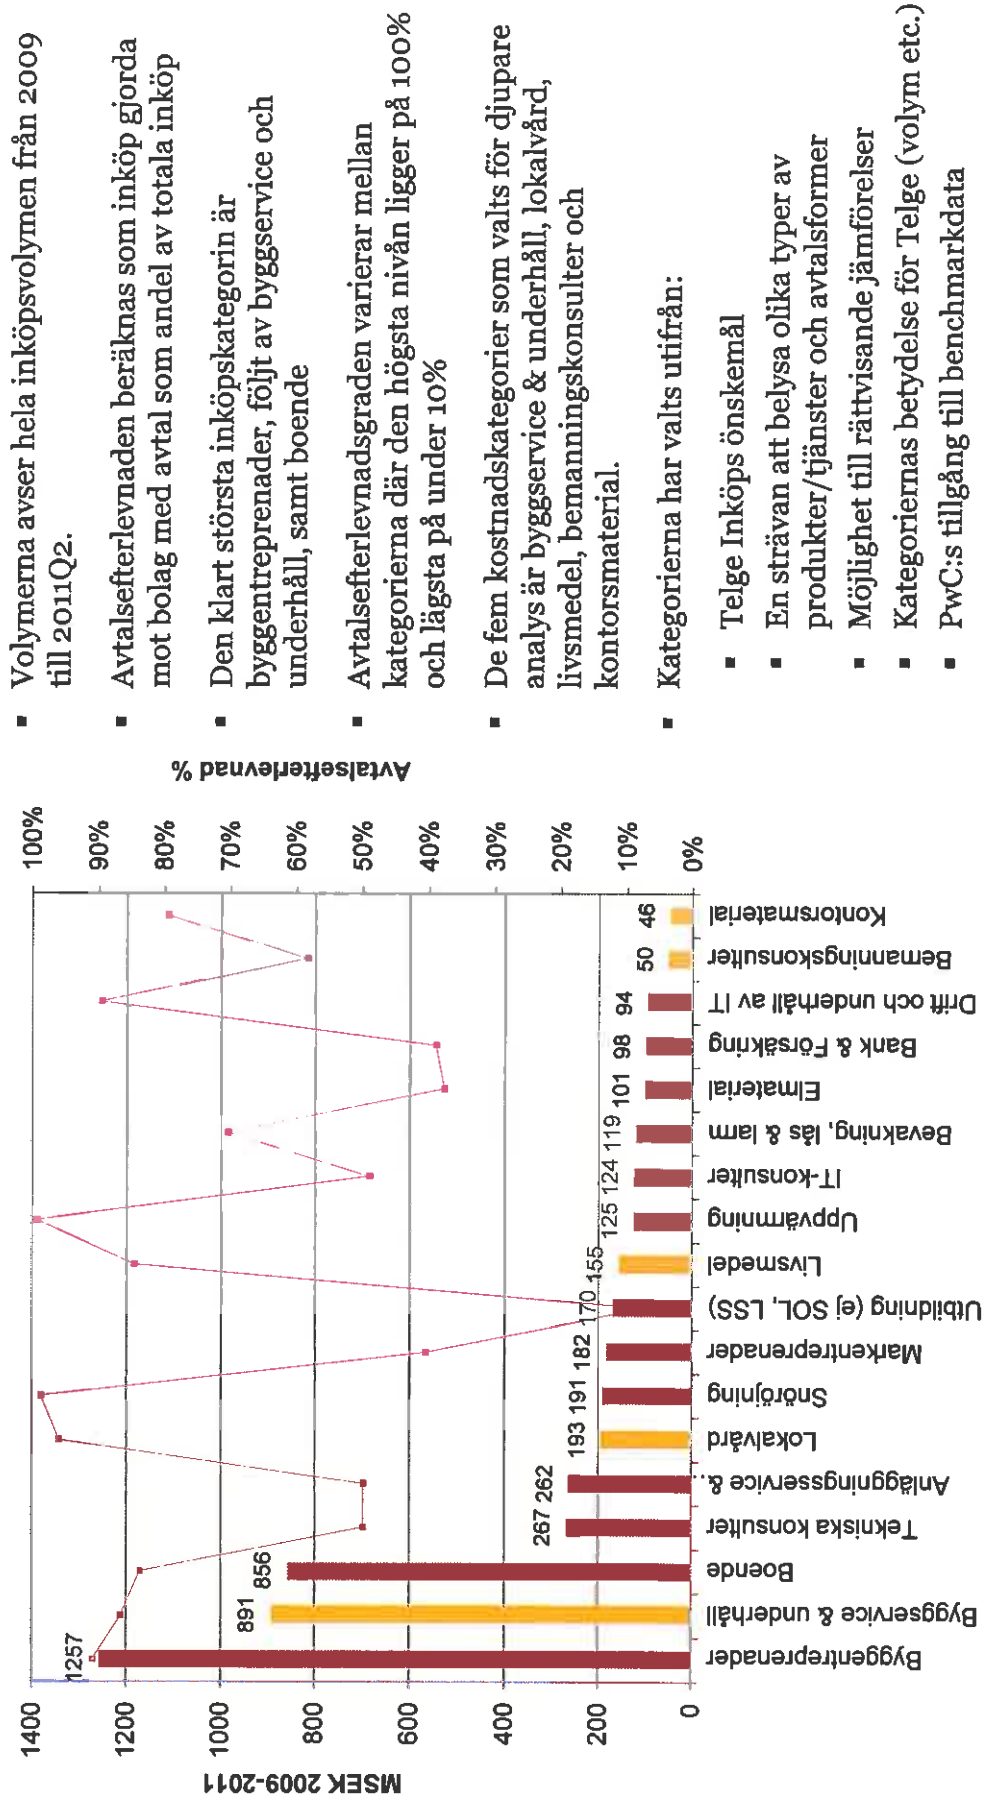 Volymerna avser hela inköpsvolymen från 2009
till 2011Q2.
Avtalsefterlevnaden beräknas som inköp gjorda
mot bolag med avtal som andel av totala inköp
Den klart största inköpskategorin är
byggentreprenader, följt av byggservice och
underhåll, samt boende
Avtalsefterlevnadsgraden varierar mellan
kategorierna där den högsta nivån ligger på 100%
och lägsta på under 10%
De fem kostnadskategorier som valts för djupare
analys är byggservice & underhåll, lokalvård,
livsmedel, bemanningskonsulter och
kontorsmaterial.
Kategorierna har valts utifrån:
Telge Inköps önskemål
En strävan att belysa olika typer av
produkter/tjänster och avtalsformer
Möjlighet till rättvisande jämförelser
Kategoriernas betydelse för Telge (volym etc.)
PwC:s tillgång till benchmarkdata
MSEK 2009-2011
1400
1200
1000
800
600
400
200
0
1257
891
856
267
262
193
191
182
170
155
125
124
119
101
98
94
50
46
Byggentreprenader
Byggservice & underhåll
Boende
Tekniska konsulter
Anläggningsservice &...
Lokalvård
Snöröjning
Markentreprenader
Utbildning (ej SOL, LSS)
Livsmedel
Uppvärmning
IT-konsulter
Bevakning, lås & larm
Elmaterial
Bank & Försäkring
Drift och underhåll av IT
Bemanningskonsulter
Kontorsmaterial
100%
90%
80%
70%
60%
50%
40%
30%
20%
10%
0%
Avtalsefterlevnad %